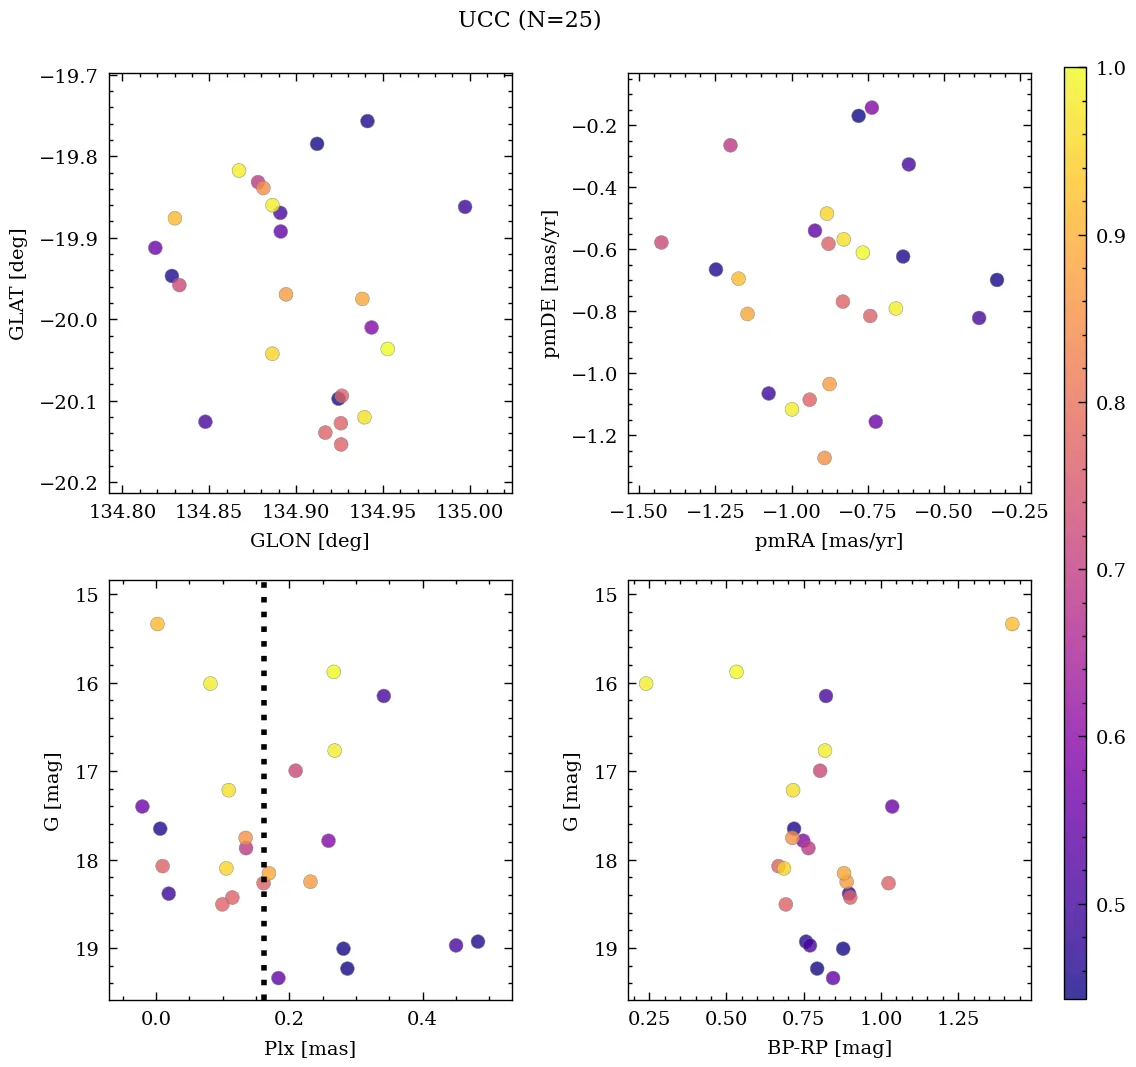 UCC (N=25)
−19.7
−19.8
−19.9
−20.0
−20.1
−20.2
GLAT [deg]
134.80 134.85 134.90 134.95 135.00
GLON [deg]
−0.2
−0.4
−0.6
−0.8
−1.0
−1.2
pmDE [mas/yr]
−1.50 −1.25 −1.00 −0.75 −0.50 −0.25
pmRA [mas/yr]
15
16
17
18
19
G [mag]
0.0 0.2 0.4
Plx [mas]
15
16
17
18
19
G [mag]
0.25 0.50 0.75 1.00 1.25
BP-RP [mag]
1.0
0.9
0.8
0.7
0.6
0.5